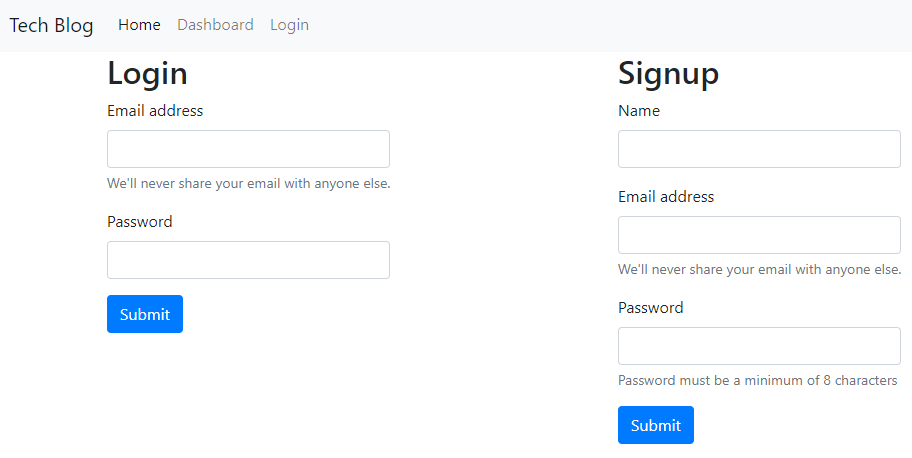 Tech Blog Home Dashboard Login
Login
Email address
We'll never share your email with anyone else.
Password
Submit
Signup
Name
Email address
We'll never share your email with anyone else.
Password
Password must be a minimum of 8 characters
Submit